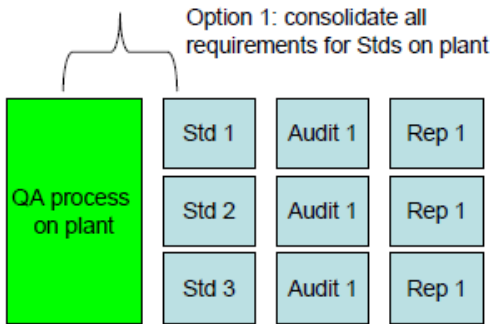 Option 1: consolidate all
requirements for Stds on plant
QA process
on plant
Std 1
Audit 1
Rep 1
Std 2
Audit 1
Rep 1
Std 3
Audit 1
Rep 1